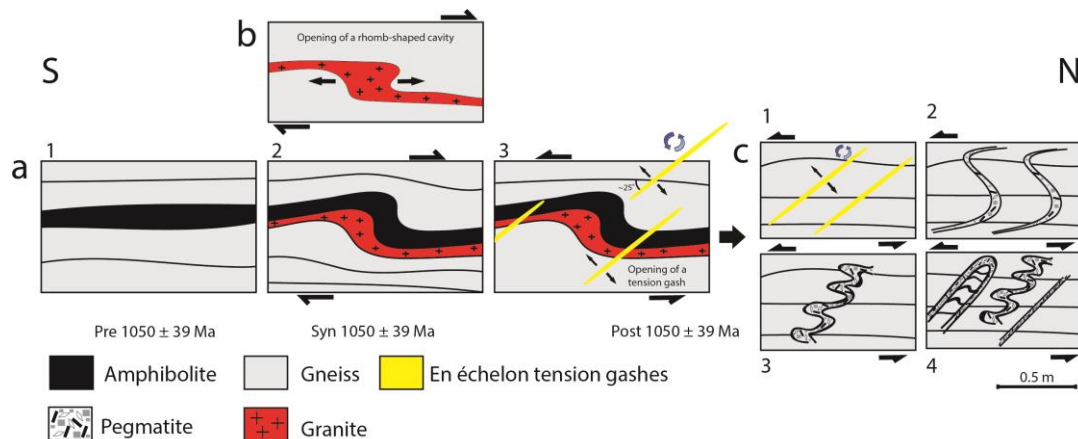 b
Opening of a rhomb-shaped cavity
S
N
a
1
2
3
~25°
Opening of a
tension gash
c
1
2
3
4
0.5 m
Pre 1050 ± 39 Ma
Syn 1050 ± 39 Ma
Post 1050 ± 39 Ma
Amphibolite
Gneiss
En échelon tension gashes
Pegmatite
Granite